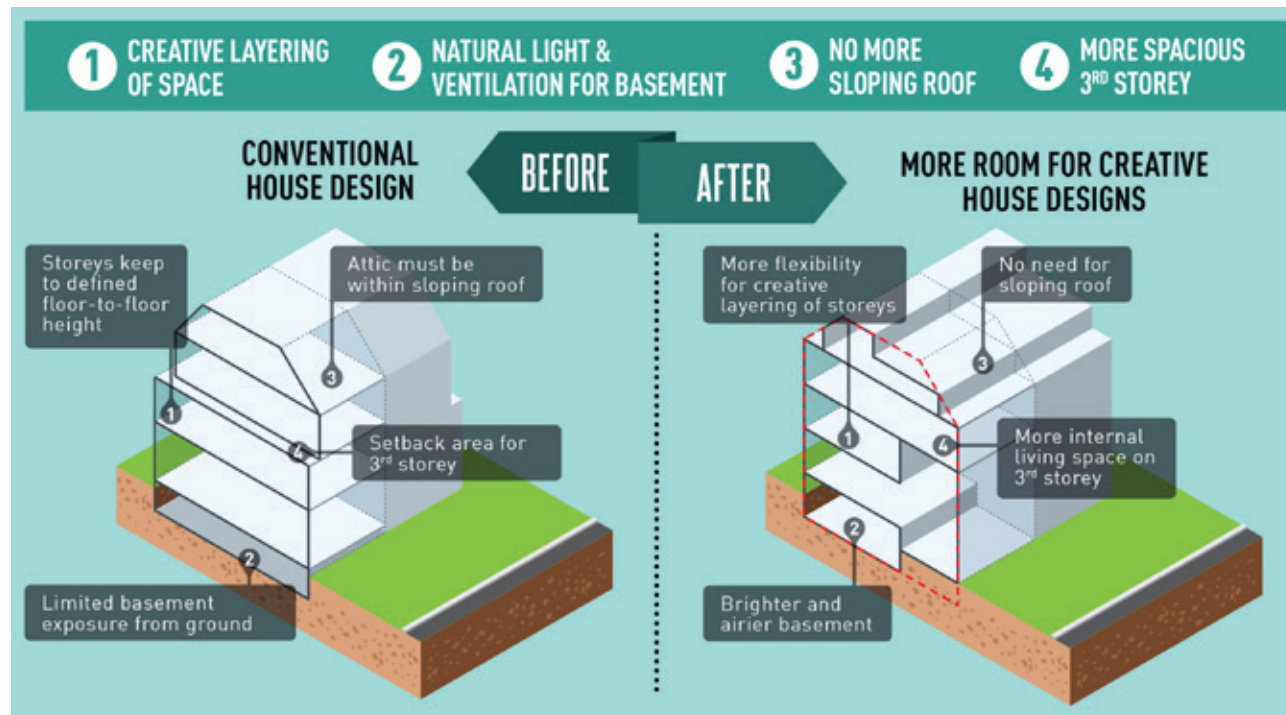 1 CREATIVE LAYERING
OF SPACE
2 NATURAL LIGHT &
VENTILATION FOR BASEMENT
3 NO MORE
SLOPING ROOF
4 MORE SPACIOUS
3RD STOREY
CONVENTIONAL
HOUSE DESIGN
BEFORE
AFTER
MORE ROOM FOR CREATIVE
HOUSE DESIGNS
Storeys keep
to defined
floor-to-floor
height
Attic must be
within sloping roof
3
1
4
Setback area for
3rd storey
2
Limited basement
exposure from ground
More flexibility
for creative
layering of storeys
No need for
sloping roof
3
1
4
More internal
living space on
3rd storey
2
Brighter and
airier basement